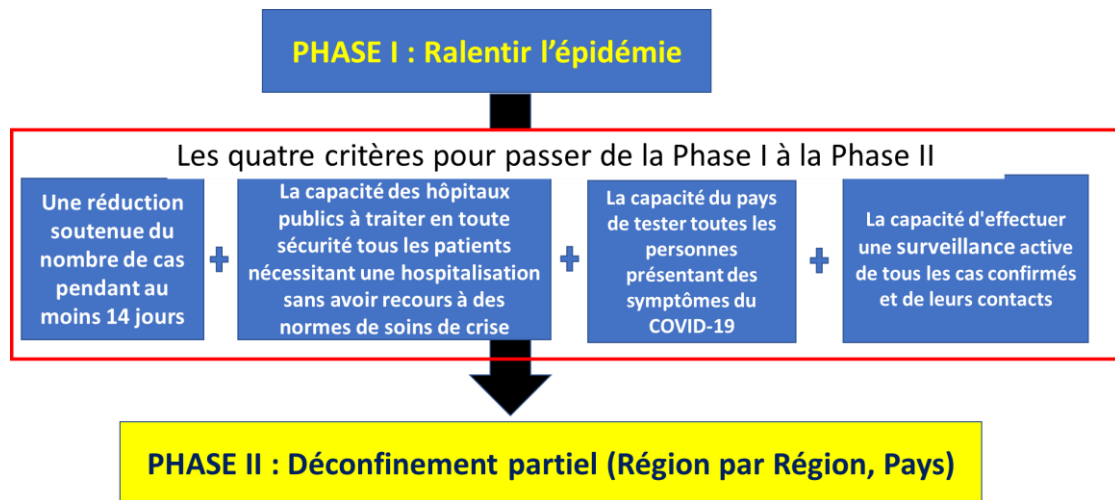 PHASE I : Ralentir l'épidémie
Les quatre critères pour passer de la Phase I à la Phase II
Une réduction
soutenue du
nombre de cas
pendant au
moins 14 jours
+
La capacité des hôpitaux
publics à traiter en toute
sécurité tous les patients
nécessitant une hospitalisation
sans avoir recours à des
normes de soins de crise
+
La capacité du pays
de tester toutes les
personnes
présentant des
symptômes du
COVID-19
+
La capacité d'effectuer
une surveillance active
de tous les cas confirmés
et de leurs contacts
PHASE II : Déconfinement partiel (Région par Région, Pays)